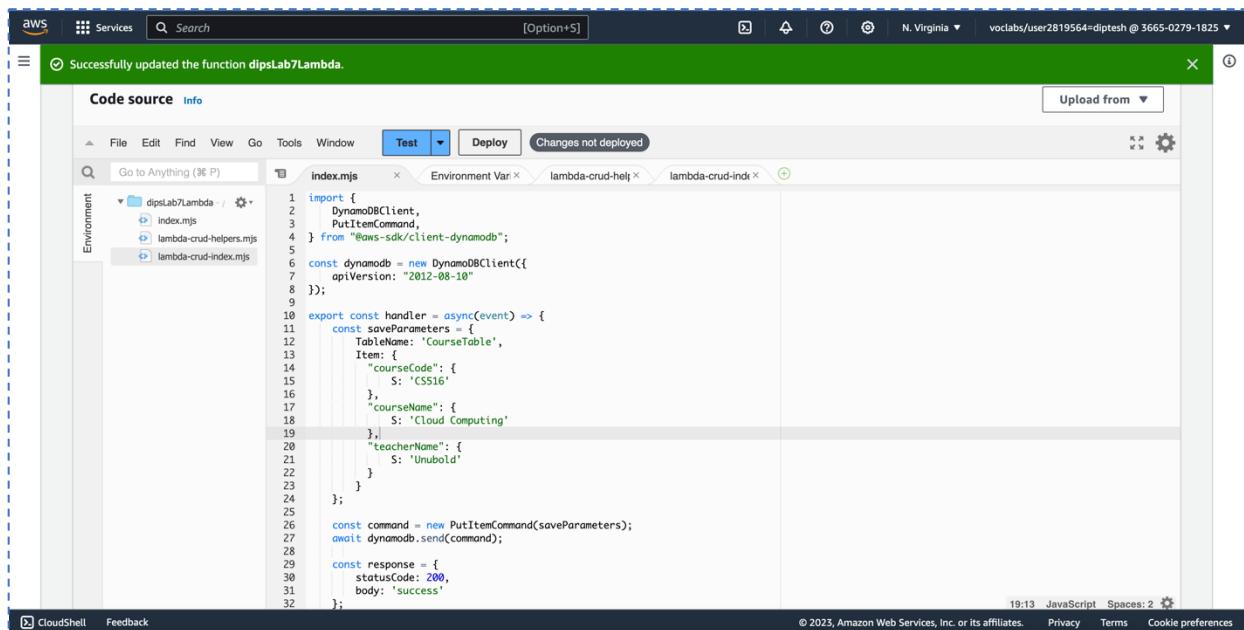 aws Services Search [Option+S] N. Virginia ▼ voclabs/user2819564=diptesh @ 3665-0279-1825 ▼
Successfully updated the function dipsLab7Lambda.
Code source Info Upload from ▼
File Edit Find View Go Tools Window Test Deploy Changes not deployed
Go to Anything (⌘ P) index.mjs Environment Vari lambda-crud-help lambda-crud-inde
Environment
dipsLab7Lambda - /
index.mjs
lambda-crud-helpers.mjs
lambda-crud-index.mjs
1 import {
2 DynamoDBClient,
3 PutItemCommand,
4 } from "@aws-sdk/client-dynamodb";
5
6 const dynamodb = new DynamoDBClient({
7 apiVersion: "2012-08-10"
8 });
9
10 export const handler = async(event) => {
11 const saveParameters = {
12 TableName: 'CourseTable',
13 Item: {
14 "courseCode": {
15 S: 'CS516'
16 },
17 "courseName": {
18 S: 'Cloud Computing'
19 },
20 "teacherName": {
21 S: 'Unubold'
22 }
23 }
24 };
25
26 const command = new PutItemCommand(saveParameters);
27 await dynamodb.send(command);
28
29 const response = {
30 statusCode: 200,
31 body: 'success'
32 };
19:13 JavaScript Spaces: 2
CloudShell Feedback © 2023, Amazon Web Services, Inc. or its affiliates. Privacy Terms Cookie preferences